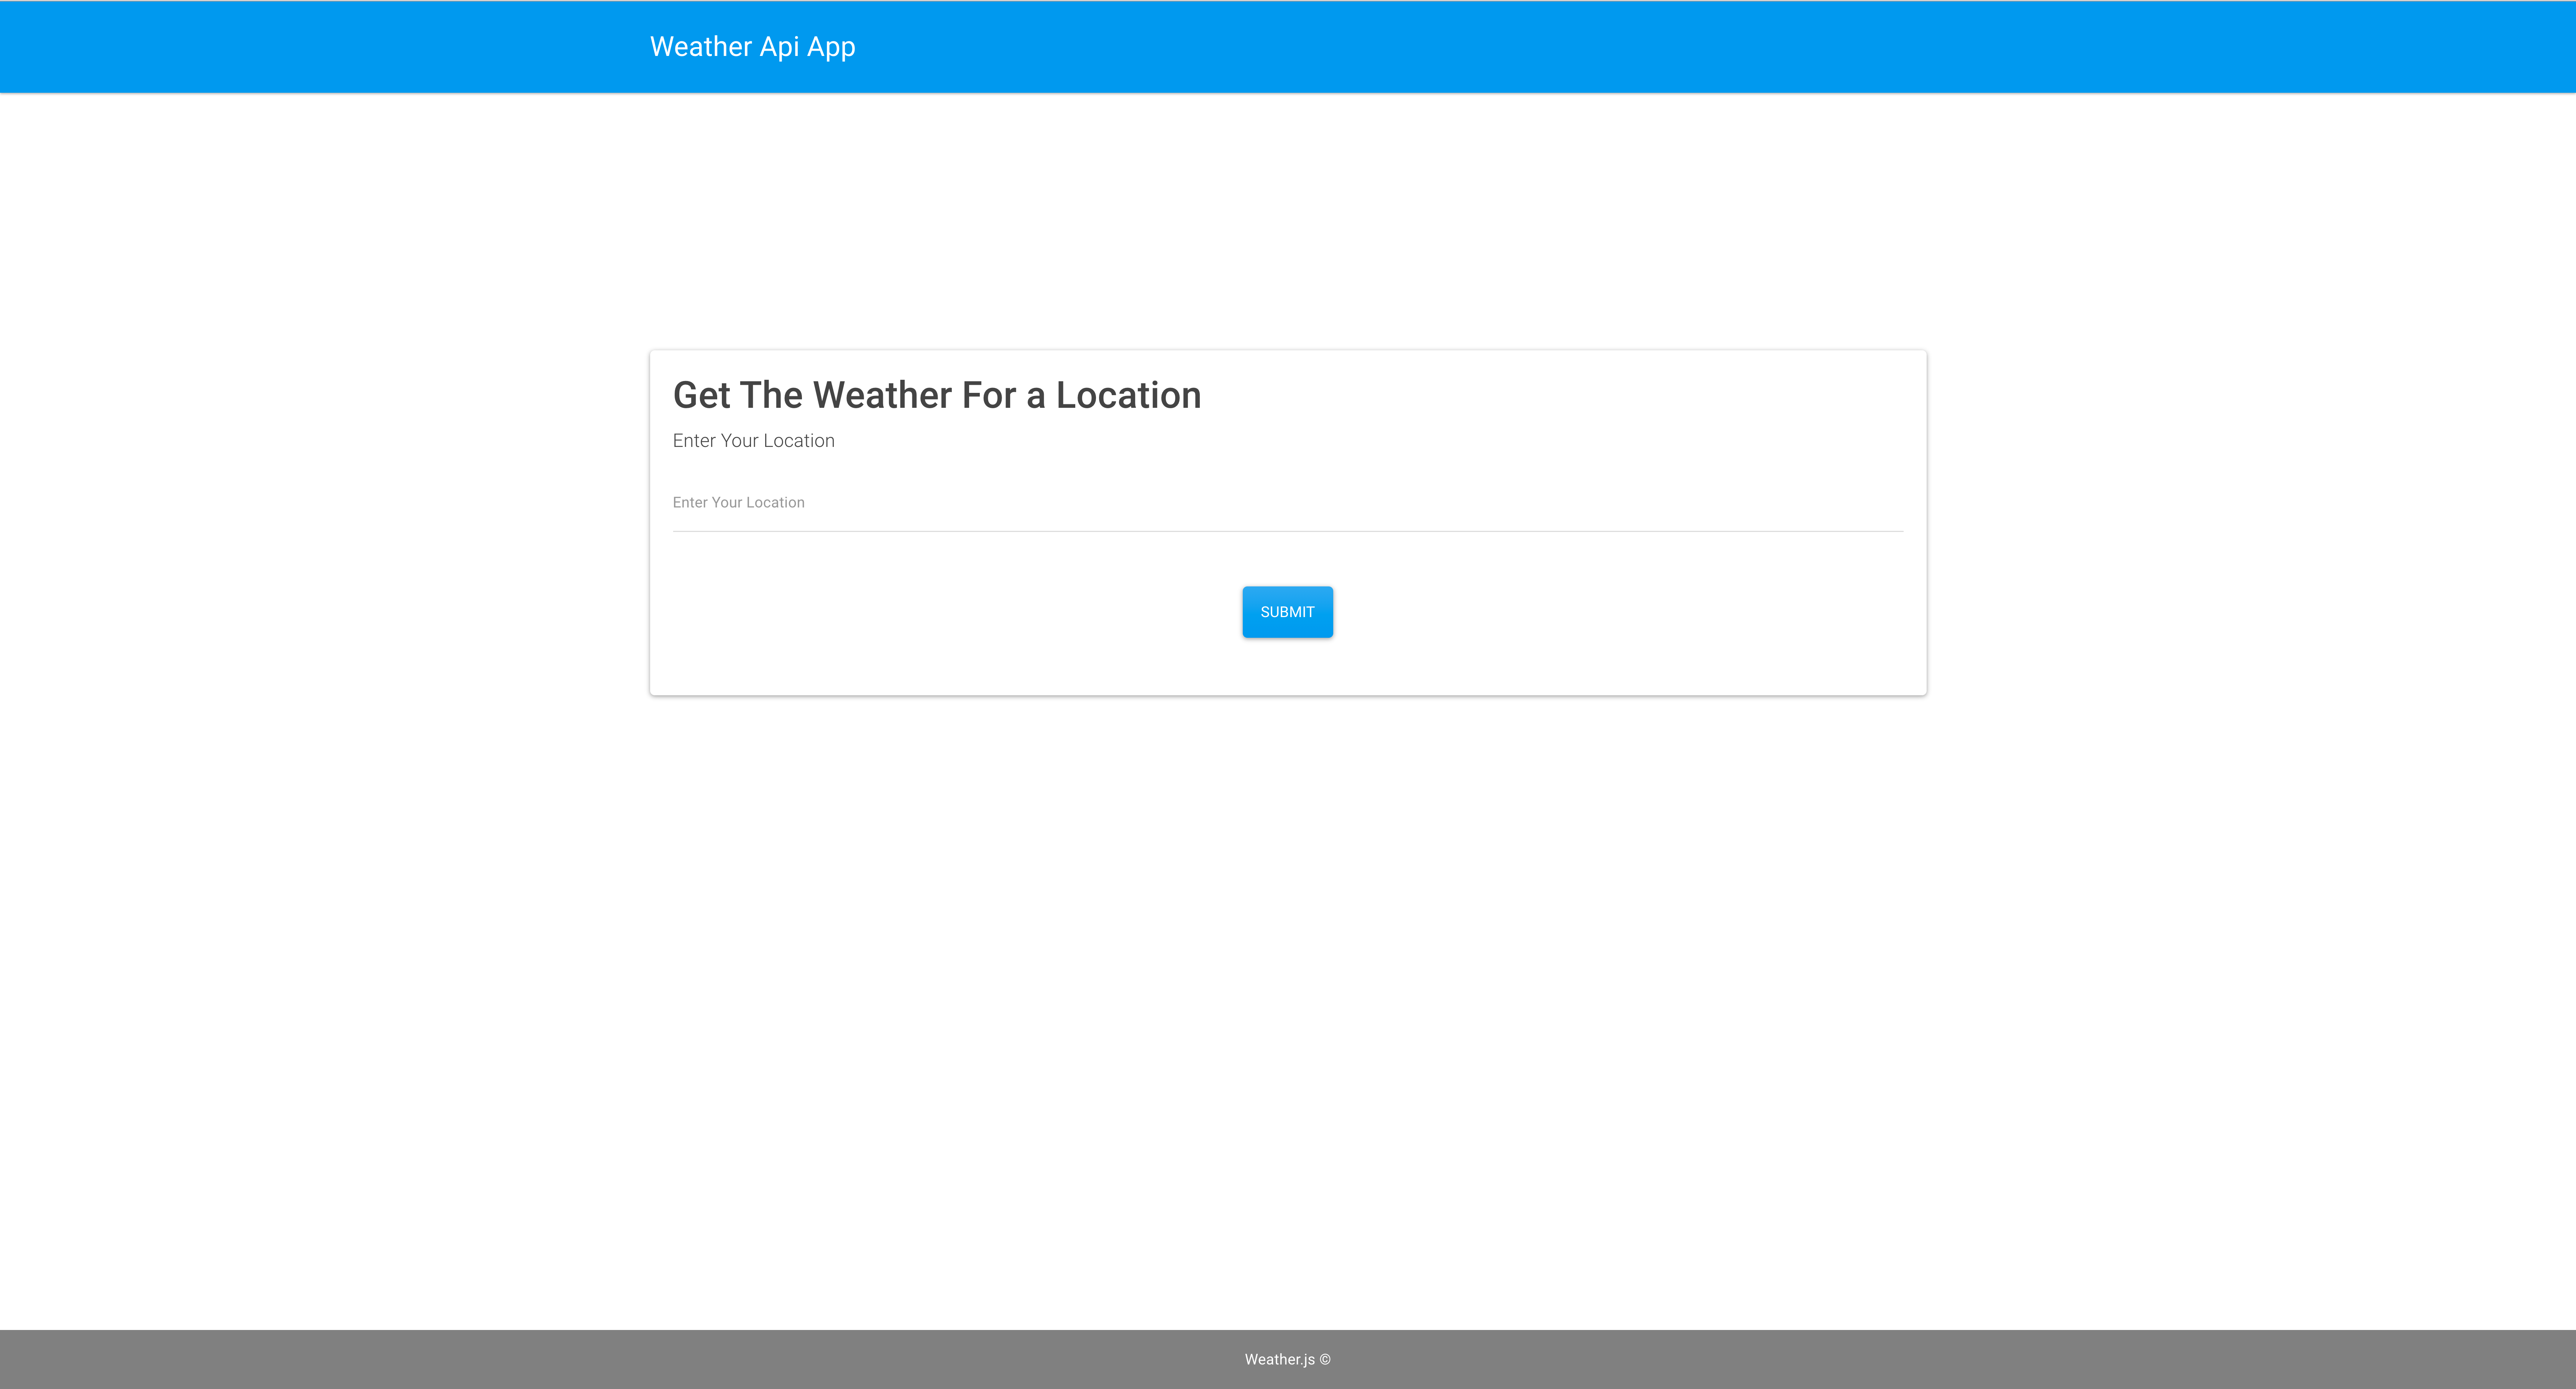 Weather Api App
Get The Weather For a Location
Enter Your Location
Enter Your Location
SUBMIT
Weather.js ©